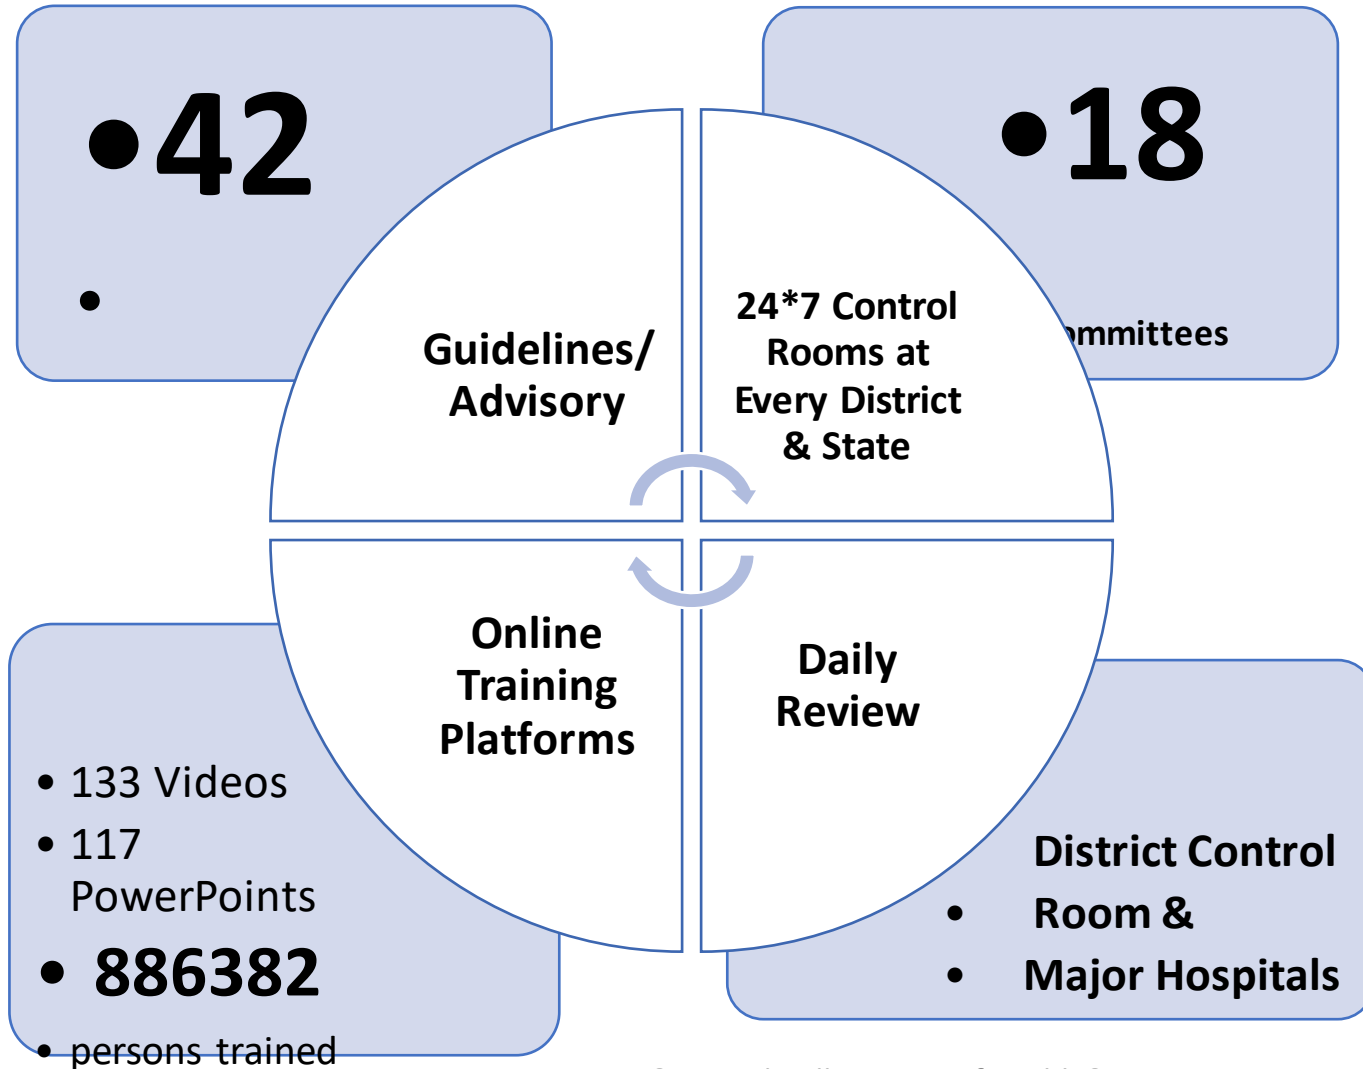 •42
•
Guidelines/
Advisory
•18
ommittees
24*7 Control
Rooms at
Every District
& State
Online
Training
Platforms
• 133 Videos
• 117
PowerPoints
• 886382
• persons trained
Daily
Review
District Control
• Room &
• Major Hospitals